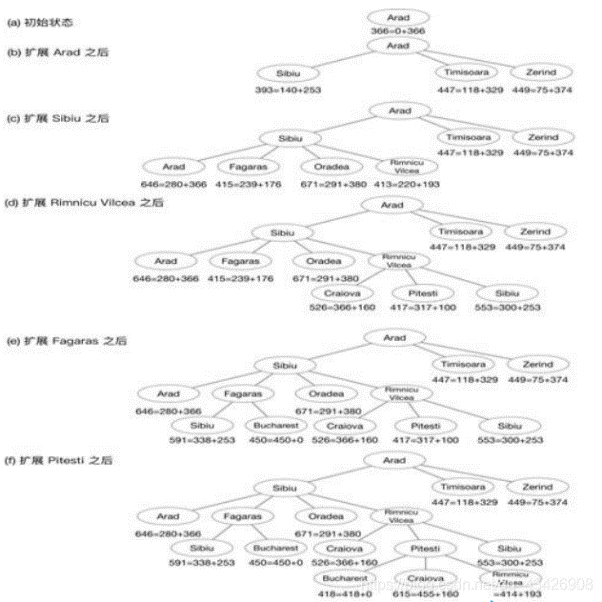 (a) 初始状态
Arad
366=0+366
(b) 扩展 Arad 之后
Arad
Sibiu Timisoara Zerind
393=140+253 447=118+329 449=75+374
(c) 扩展 Sibiu 之后
Arad
Sibiu Timisoara Zerind
447=118+329 449=75+374
Arad Fagaras Oradea Rimnicu Vilcea
646=280+366 415=239+176 671=291+380 413=220+193
(d) 扩展 Rimnicu Vilcea 之后
Arad
Sibiu Timisoara Zerind
447=118+329 449=75+374
Arad Fagaras Oradea Rimnicu Vilcea
646=280+366 415=239+176 671=291+380
Craiova Pitesti Sibiu
526=366+160 417=317+100 553=300+253
(e) 扩展 Fagaras 之后
Arad
Sibiu Timisoara Zerind
447=118+329 449=75+374
Arad Fagaras Oradea Rimnicu Vilcea
646=280+366 671=291+380
Sibiu Bucharest Craiova Pitesti Sibiu
591=338+253 450=450+0 526=366+160 417=317+100 553=300+253
(f) 扩展 Pitesti 之后
Arad
Sibiu Timisoara Zerind
447=118+329 449=75+374
Arad Fagaras Oradea Rimnicu Vilcea
646=280+366 671=291+380
Sibiu Bucharest Craiova Pitesti Sibiu
591=338+253 450=450+0 526=366+160 553=300+253
Bucharest Craiova Rimnicu
418=418+0 615=455+160 =414+193